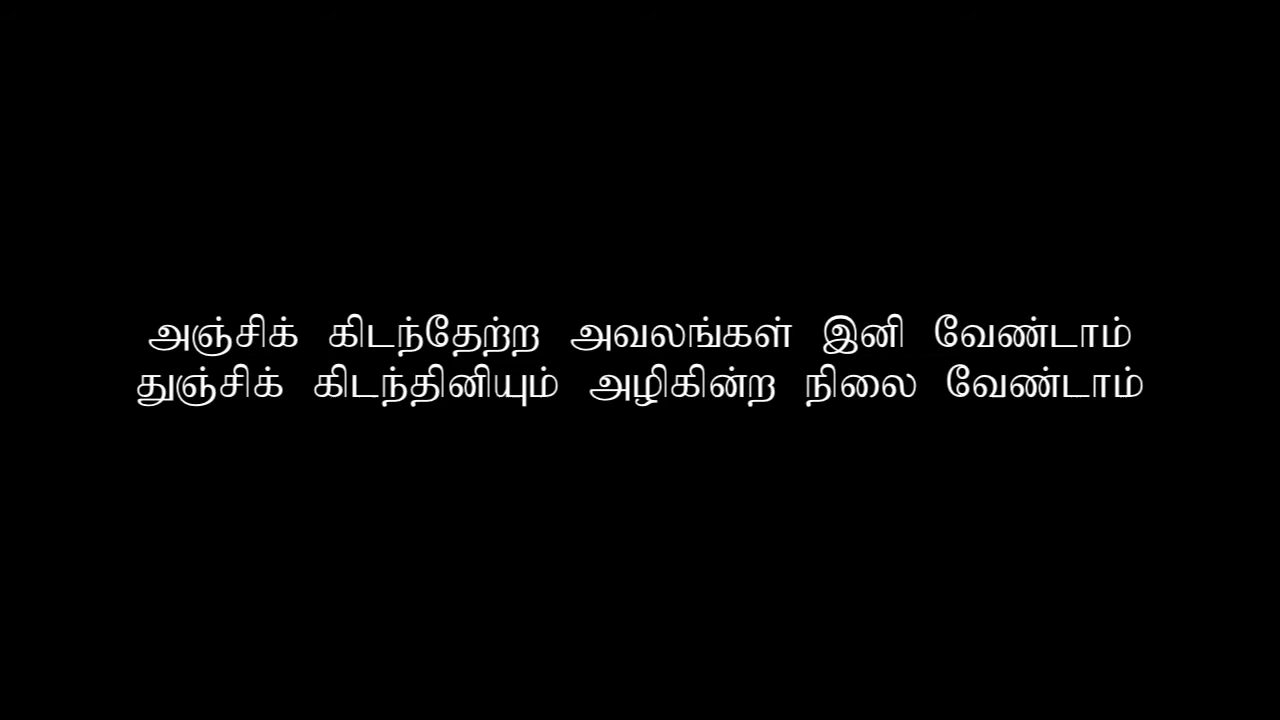 அஞ்சிக் கிடந்தேற்ற அவலங்கள் இனி வேண்டாம்
துஞ்சிக் கிடந்தினியும் அழிகின்ற நிலை வேண்டாம்